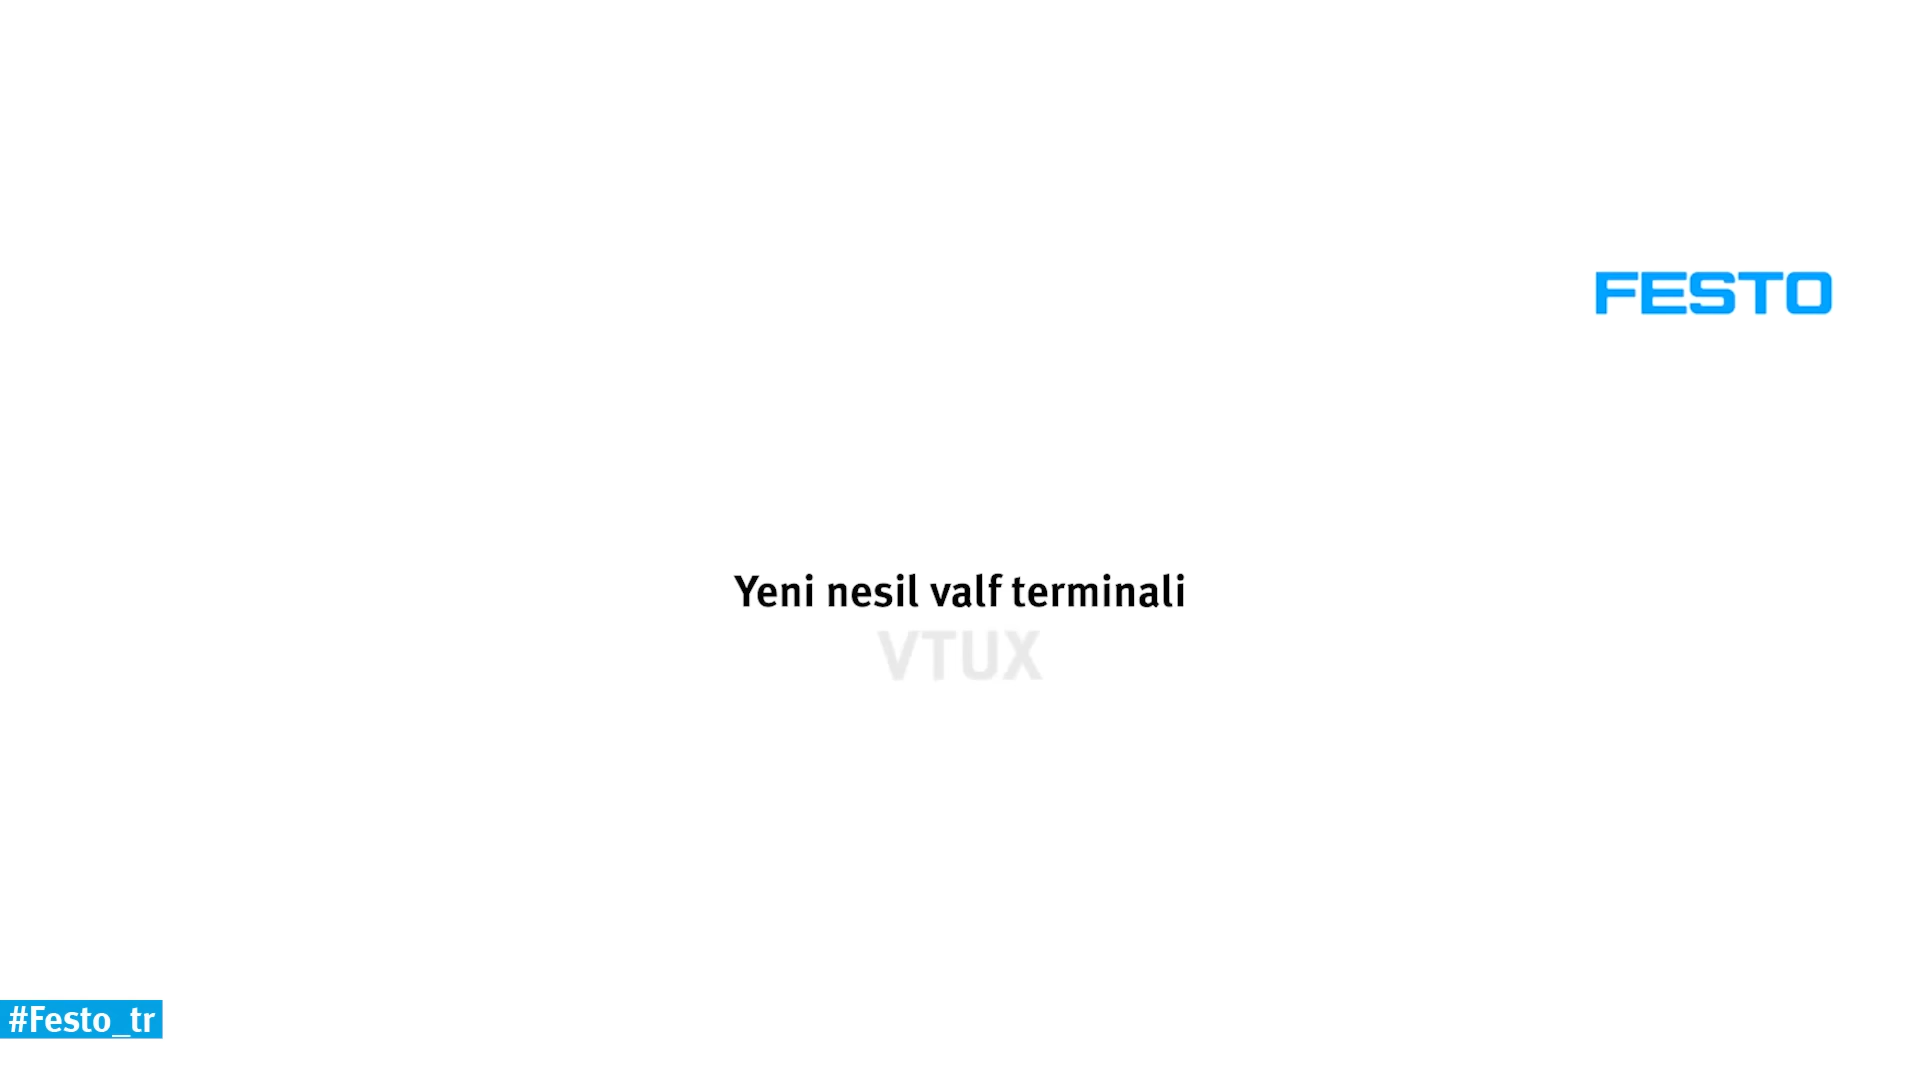 FESTO
Yeni nesil valf terminali
VTUX
#Festo_tr